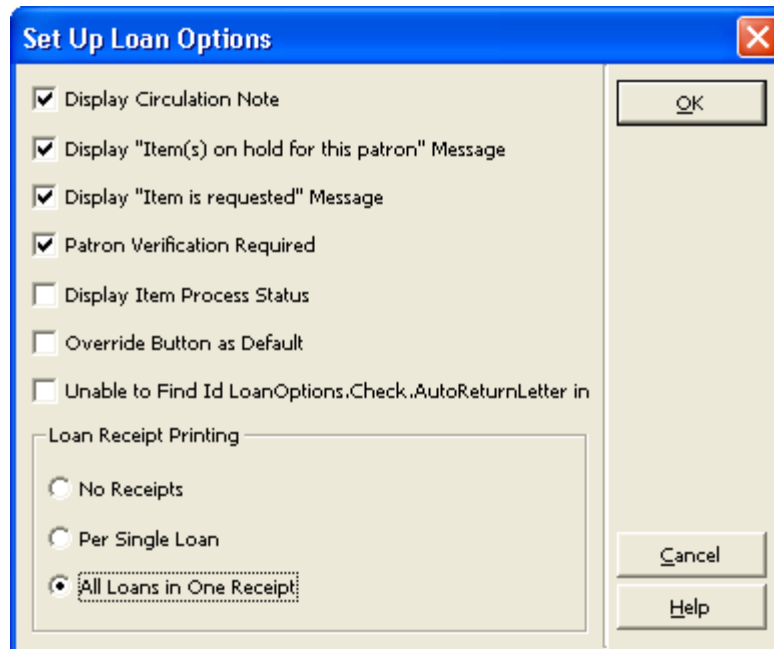 Set Up Loan Options
Display Circulation Note
Display "Item(s) on hold for this patron" Message
Display "Item is requested" Message
Patron Verification Required
Display Item Process Status
Override Button as Default
Unable to Find Id LoanOptions.Check.AutoReturnLetter in
Loan Receipt Printing
No Receipts
Per Single Loan
All Loans in One Receipt
OK
Cancel
Help